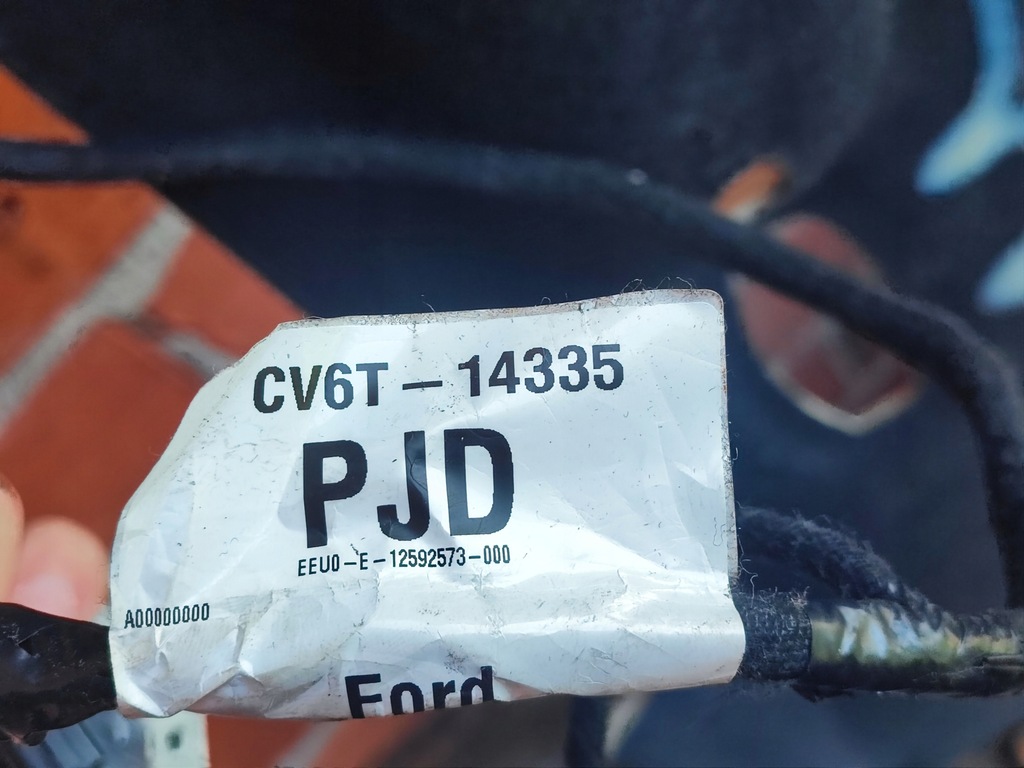 CV6T-14335
PJD
EEU0-E-12592573-000
A00000000
Ford